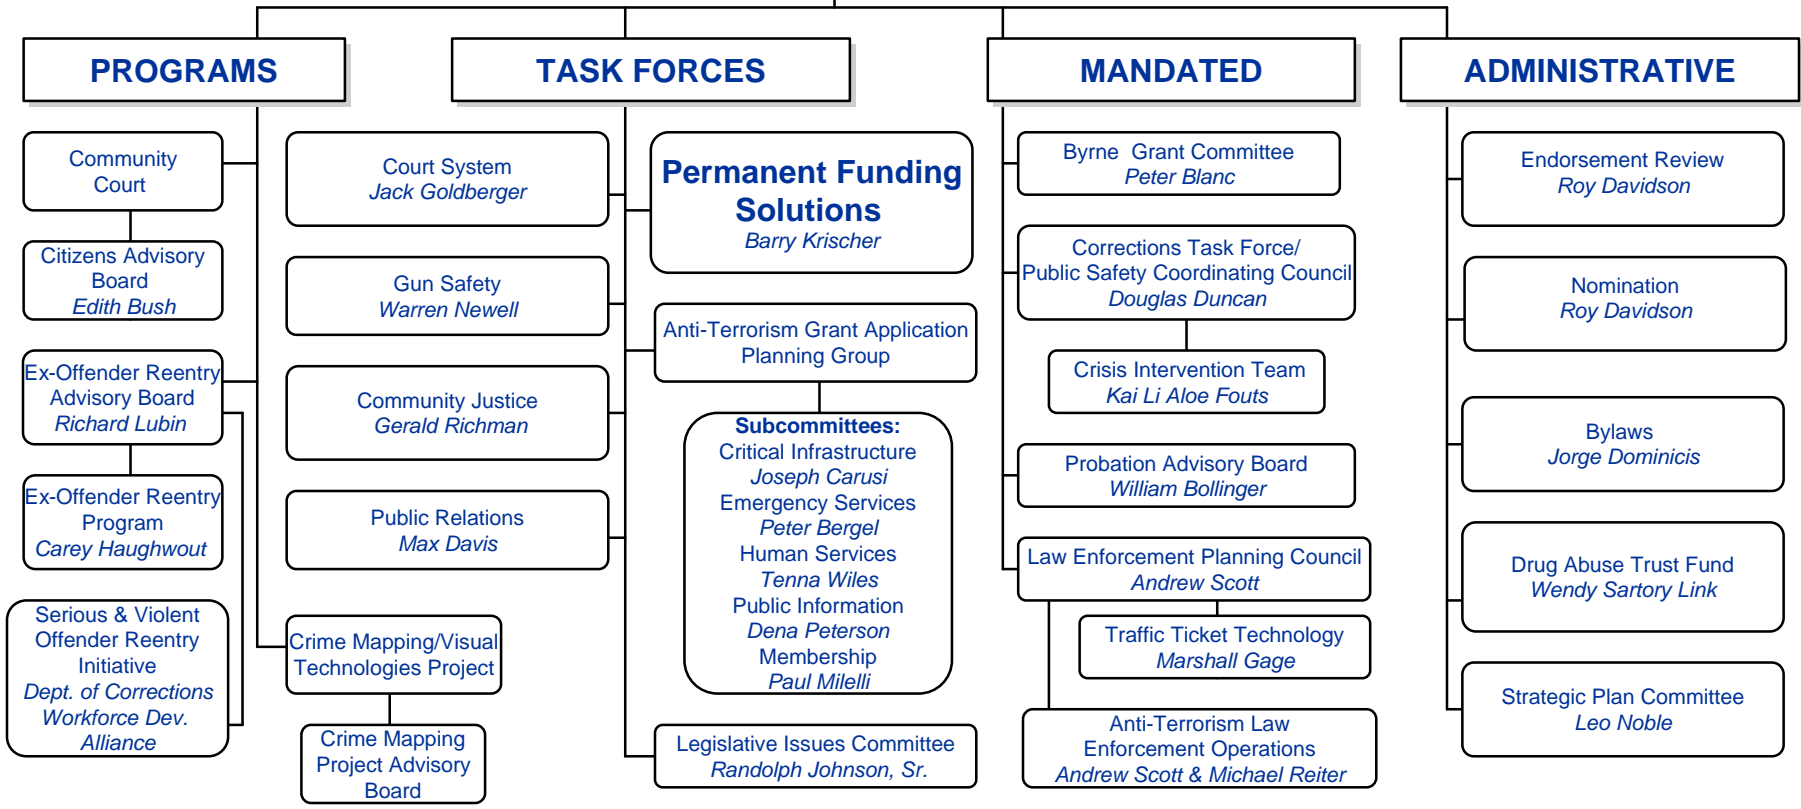 PROGRAMS
TASK FORCES
MANDATED
ADMINISTRATIVE
Community
Court
Citizens Advisory
Board
Edith Bush
Ex-Offender Reentry
Advisory Board
Richard Lubin
Ex-Offender Reentry
Program
Carey Haughwout
Serious & Violent
Offender Reentry
Initiative
Dept. of Corrections
Workforce Dev.
Alliance
Crime Mapping/Visual
Technologies Project
Crime Mapping
Project Advisory
Board
Court System
Jack Goldberger
Gun Safety
Warren Newell
Community Justice
Gerald Richman
Public Relations
Max Davis
Permanent Funding
Solutions
Barry Krischer
Anti-Terrorism Grant Application
Planning Group
Subcommittees:
Critical Infrastructure
Joseph Carusi
Emergency Services
Peter Bergel
Human Services
Tenna Wiles
Public Information
Dena Peterson
Membership
Paul Milelli
Legislative Issues Committee
Randolph Johnson, Sr.
Byrne  Grant Committee
Peter Blanc
Corrections Task Force/
Public Safety Coordinating Council
Douglas Duncan
Crisis Intervention Team
Kai Li Aloe Fouts
Probation Advisory Board
William Bollinger
Law Enforcement Planning Council
Andrew Scott
Traffic Ticket Technology
Marshall Gage
Anti-Terrorism Law
Enforcement Operations
Andrew Scott & Michael Reiter
Endorsement Review
Roy Davidson
Nomination
Roy Davidson
Bylaws
Jorge Dominicis
Drug Abuse Trust Fund
Wendy Sartory Link
Strategic Plan Committee
Leo Noble